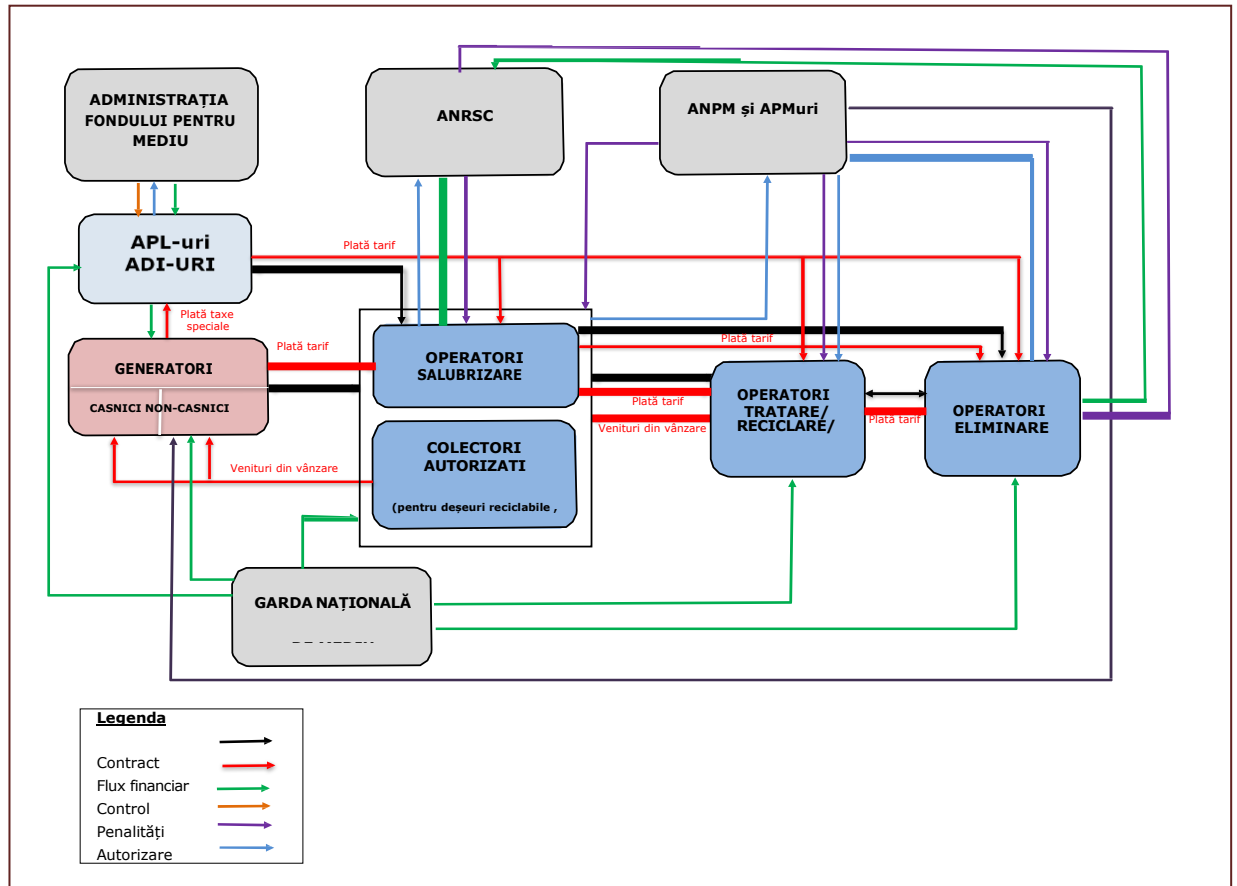 ADMINISTRAȚIA
FONDULUI PENTRU
MEDIU
ANRSC
ANPM și APMuri
APL-uri
ADI-URI
Plată tarif
Plată taxe
speciale
GENERATORI
CASNICI NON-CASNICI
Plată tarif
OPERATORI
SALUBRIZARE
Plată tarif
Plată tarif
Venituri din vânzare
OPERATORI
TRATARE/
RECICLARE/
Plată tarif
OPERATORI
ELIMINARE
COLECTORI
AUTORIZATI
(pentru deșeuri reciclabile ,
Venituri din vânzare
GARDA NAȚIONALĂ
Legenda
Contract
Flux financiar
Control
Penalități
Autorizare